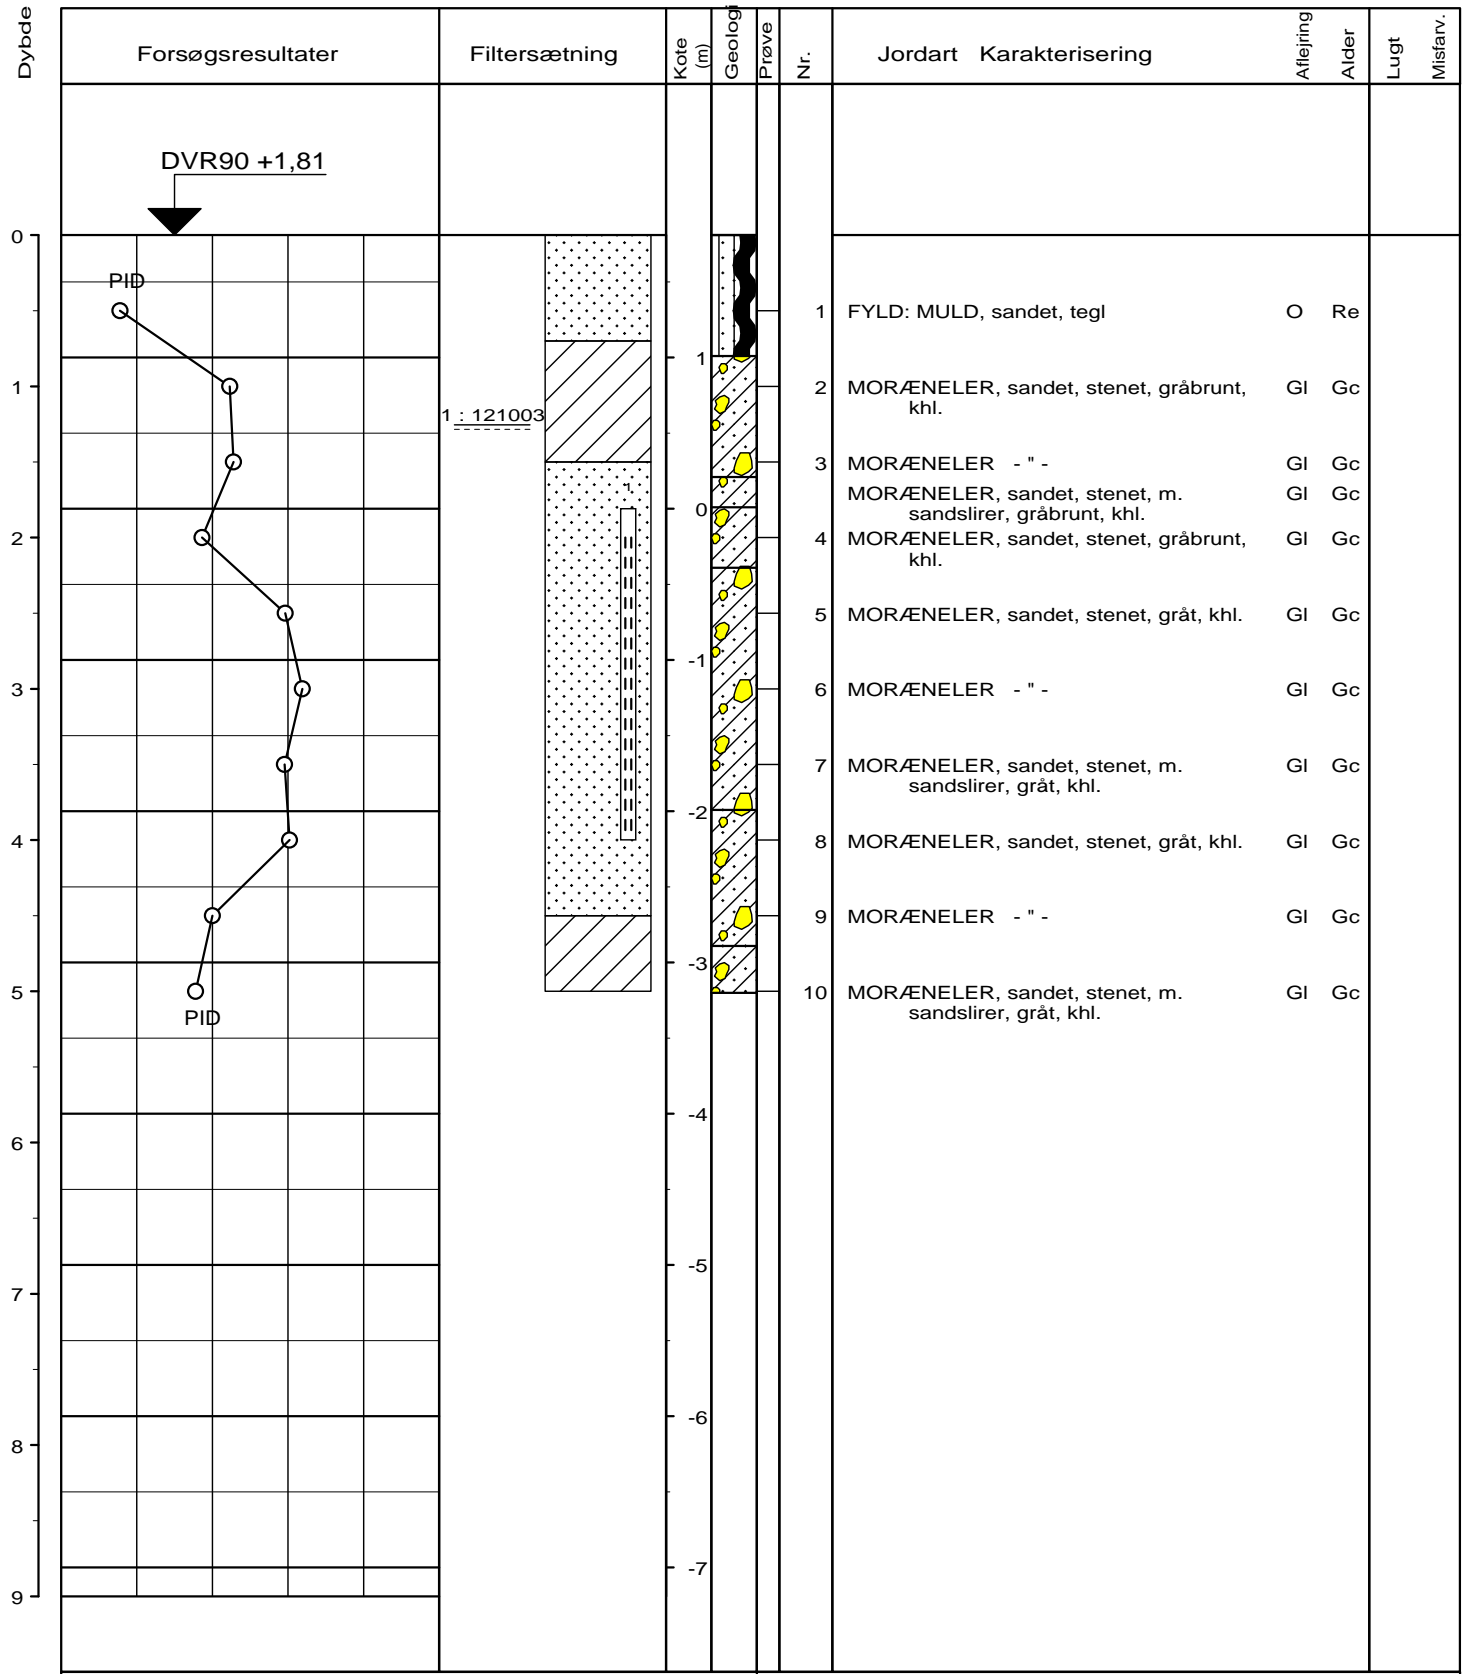 Dybde
Forsøgsresultater
Filtersætning
Kote
(m)
Geologi
Prøve
Nr.
Jordart Karakterisering
Aflejring
Alder
Lugt
Misfarv.
DVR90 +1,81
0
PID
1 FYLD: MULD, sandet, tegl O Re
1
1
2 MORÆNELER, sandet, stenet, gråbrunt, Gl Gc
khl.
1 : 121003
3 MORÆNELER - " - Gl Gc
1
MORÆNELER, sandet, stenet, m. Gl Gc
sandslirer, gråbrunt, khl.
0
2
4 MORÆNELER, sandet, stenet, gråbrunt, Gl Gc
khl.
5 MORÆNELER, sandet, stenet, gråt, khl. Gl Gc
-1
3
6 MORÆNELER - " - Gl Gc
7 MORÆNELER, sandet, stenet, m. Gl Gc
sandslirer, gråt, khl.
-2
4
8 MORÆNELER, sandet, stenet, gråt, khl. Gl Gc
9 MORÆNELER - " - Gl Gc
-3
5
10 MORÆNELER, sandet, stenet, m. Gl Gc
sandslirer, gråt, khl.
PID
-4
6
-5
7
-6
8
-7
9